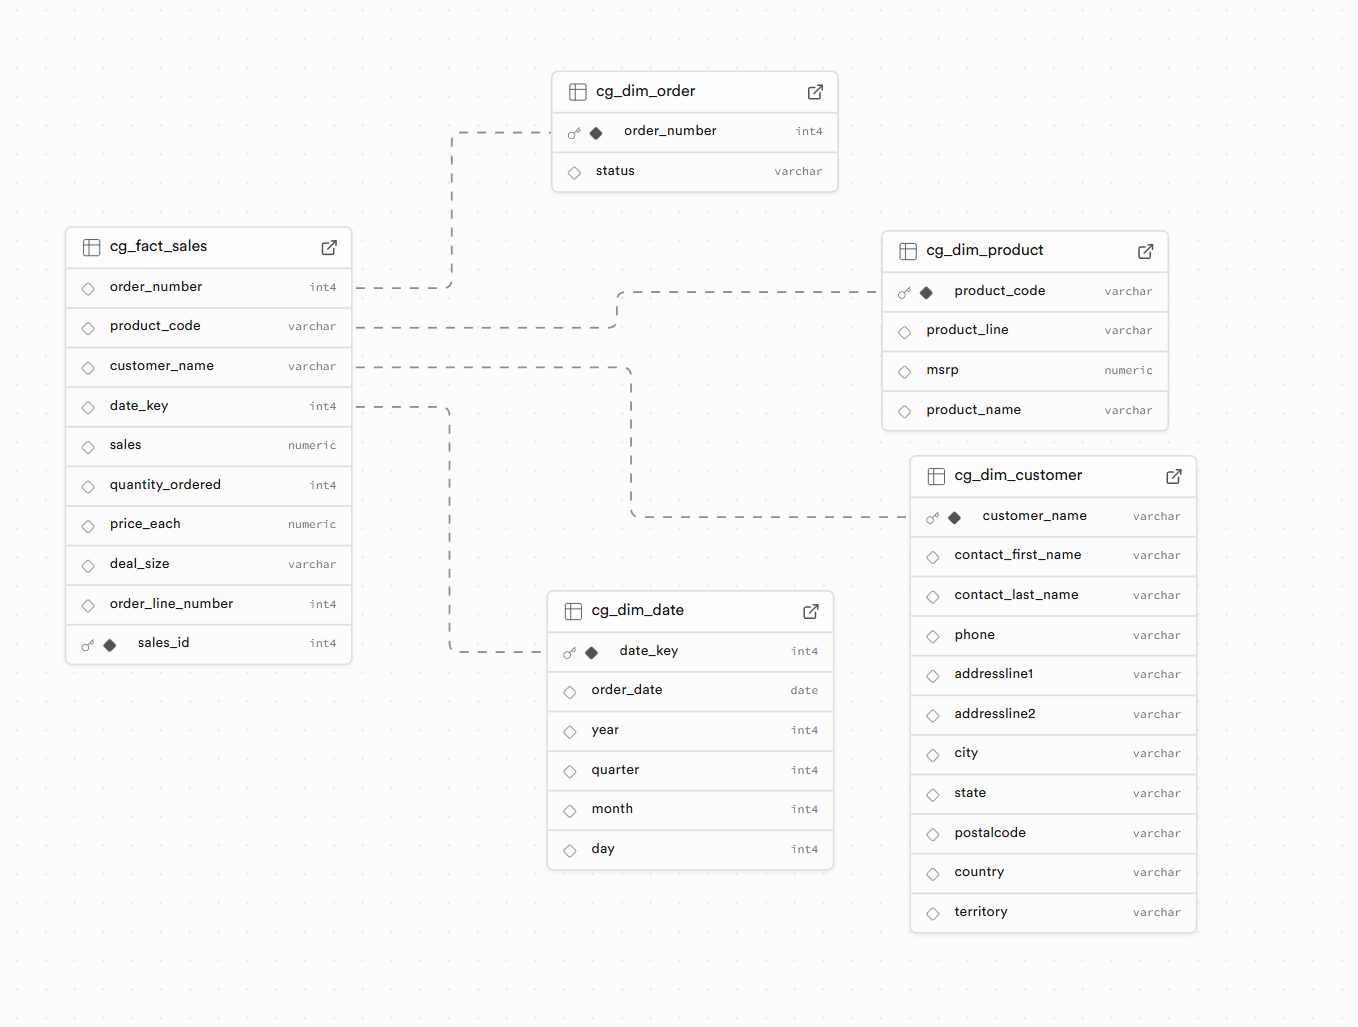 cg_dim_order
order_number int4
status varchar
cg_fact_sales
order_number int4
product_code varchar
customer_name varchar
date_key int4
sales numeric
quantity_ordered int4
price_each numeric
deal_size varchar
order_line_number int4
sales_id int4
cg_dim_product
product_code varchar
product_line varchar
msrp numeric
product_name varchar
cg_dim_customer
customer_name varchar
contact_first_name varchar
contact_last_name varchar
phone varchar
addressline1 varchar
addressline2 varchar
city varchar
state varchar
postalcode varchar
country varchar
territory varchar
cg_dim_date
date_key int4
order_date date
year int4
quarter int4
month int4
day int4